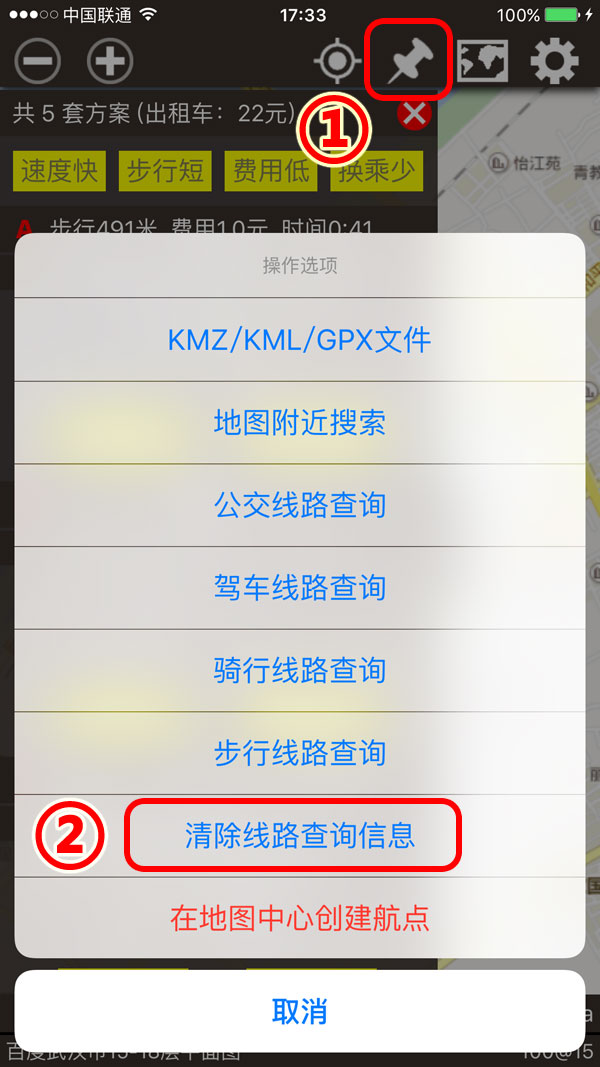 中国联通 17:33 100%
共 5 套方案 (出租车：22元)
①
速度快 步行短 费用低 换乘少
怡江苑
青教
A 步行491米 费用1.0元 时间0:41
操作选项
KMZ/KML/GPX文件
地图附近搜索
公交线路查询
驾车线路查询
骑行线路查询
步行线路查询
② 清除线路查询信息
在地图中心创建航点
取消
百度武汉市15-18层平面图 100@15